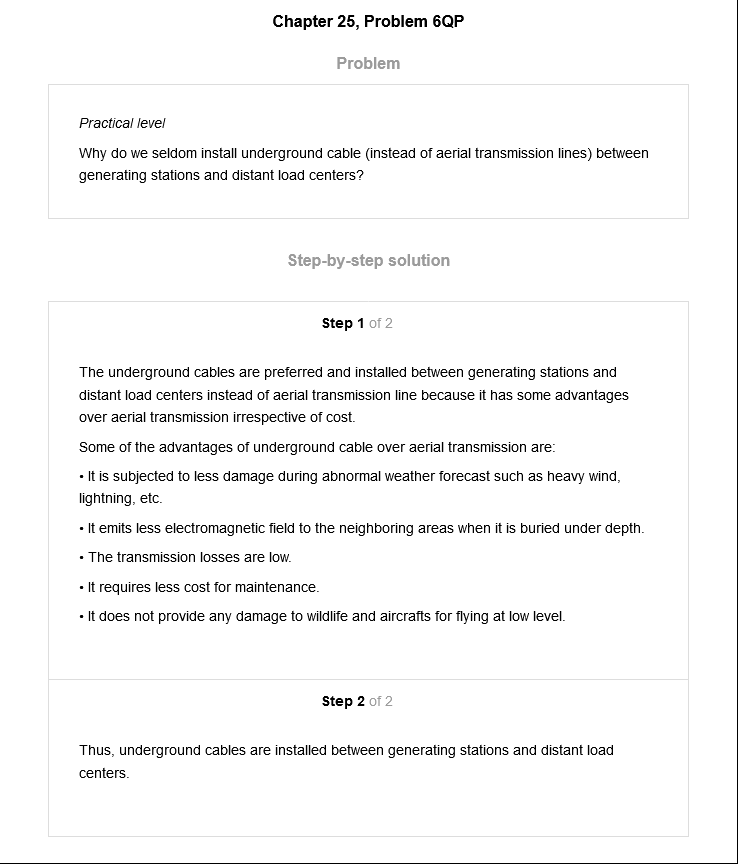 Chapter 25, Problem 6QP
Problem
Practical level
Why do we seldom install underground cable (instead of aerial transmission lines) between
generating stations and distant load centers?
Step-by-step solution
Step 1 of 2
The underground cables are preferred and installed between generating stations and
distant load centers instead of aerial transmission line because it has some advantages
over aerial transmission irrespective of cost.
Some of the advantages of underground cable over aerial transmission are:
• It is subjected to less damage during abnormal weather forecast such as heavy wind,
lightning, etc.
• It emits less electromagnetic field to the neighboring areas when it is buried under depth.
• The transmission losses are low.
• It requires less cost for maintenance.
• It does not provide any damage to wildlife and aircrafts for flying at low level.
Step 2 of 2
Thus, underground cables are installed between generating stations and distant load
centers.